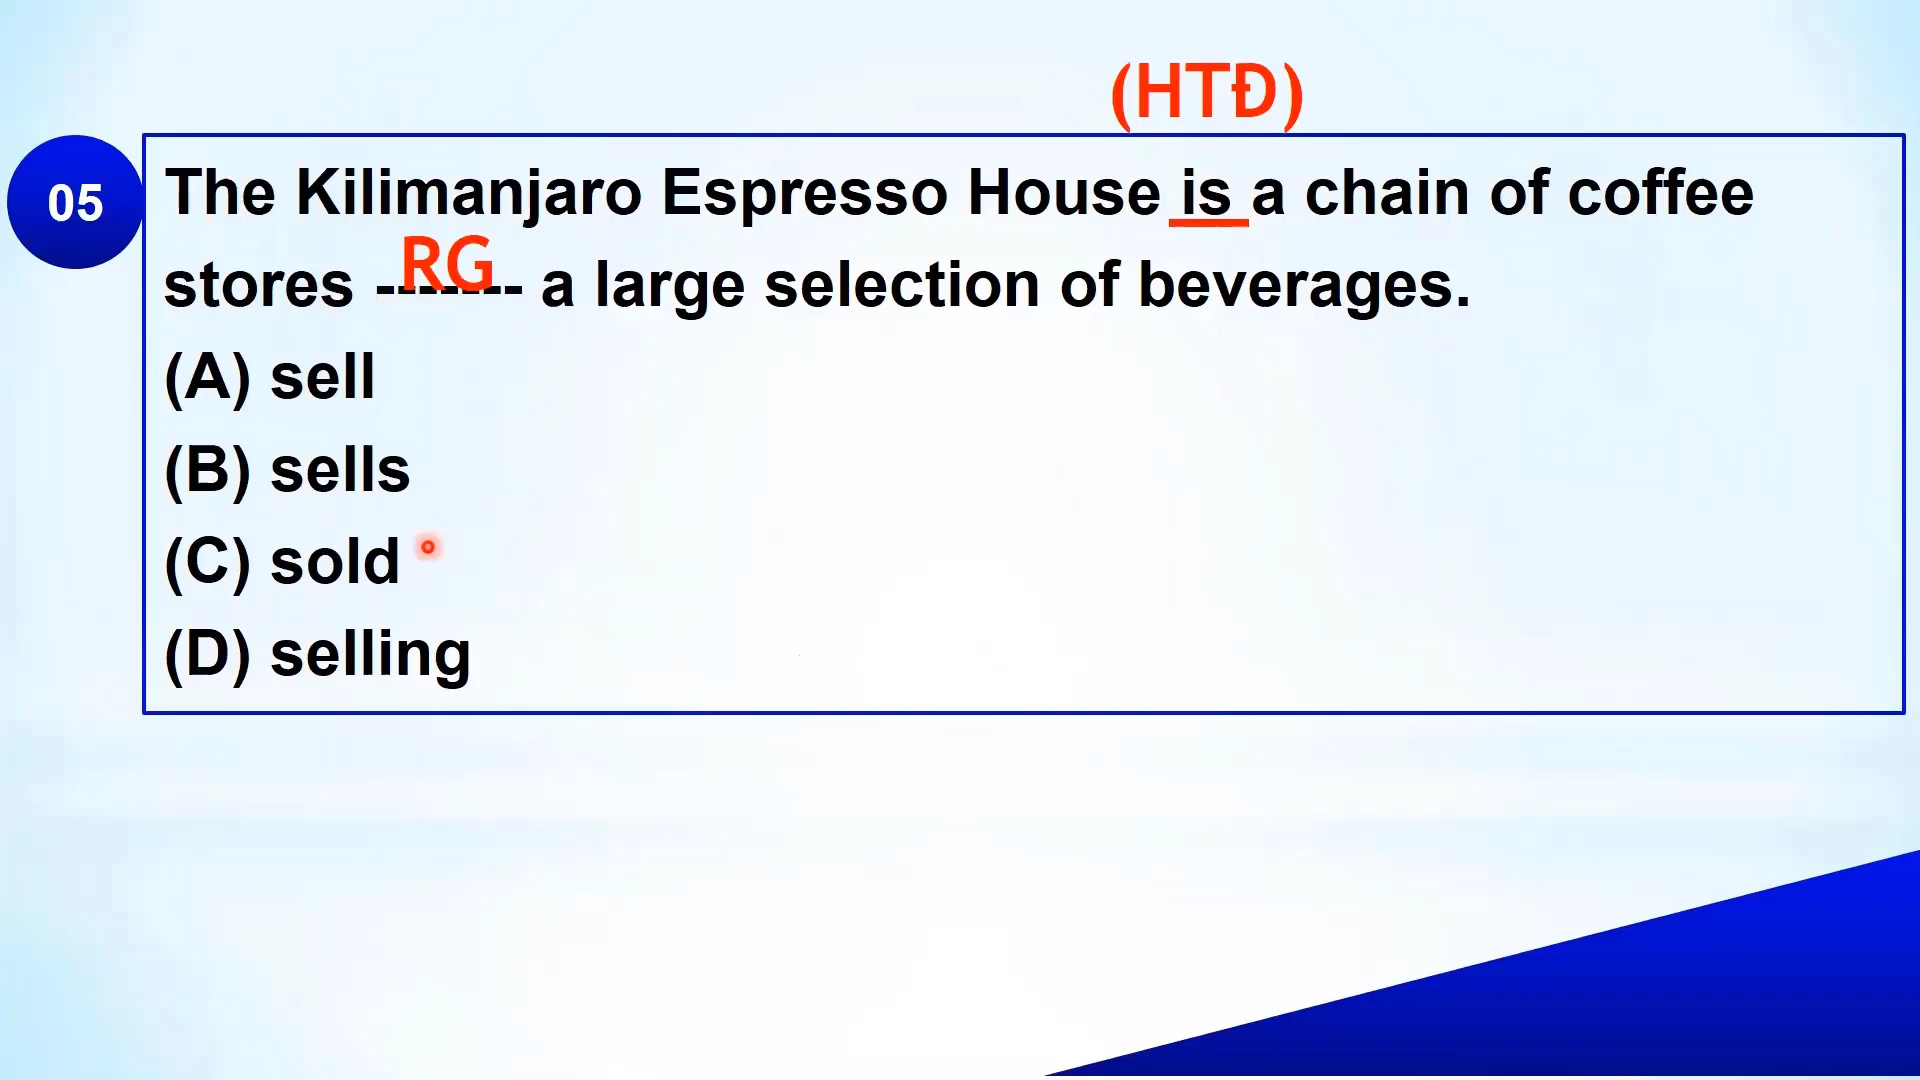 (HTĐ)
05
The Kilimanjaro Espresso House is a chain of coffee
RG
stores ------- a large selection of beverages.
(A) sell
(B) sells
(C) sold
(D) selling